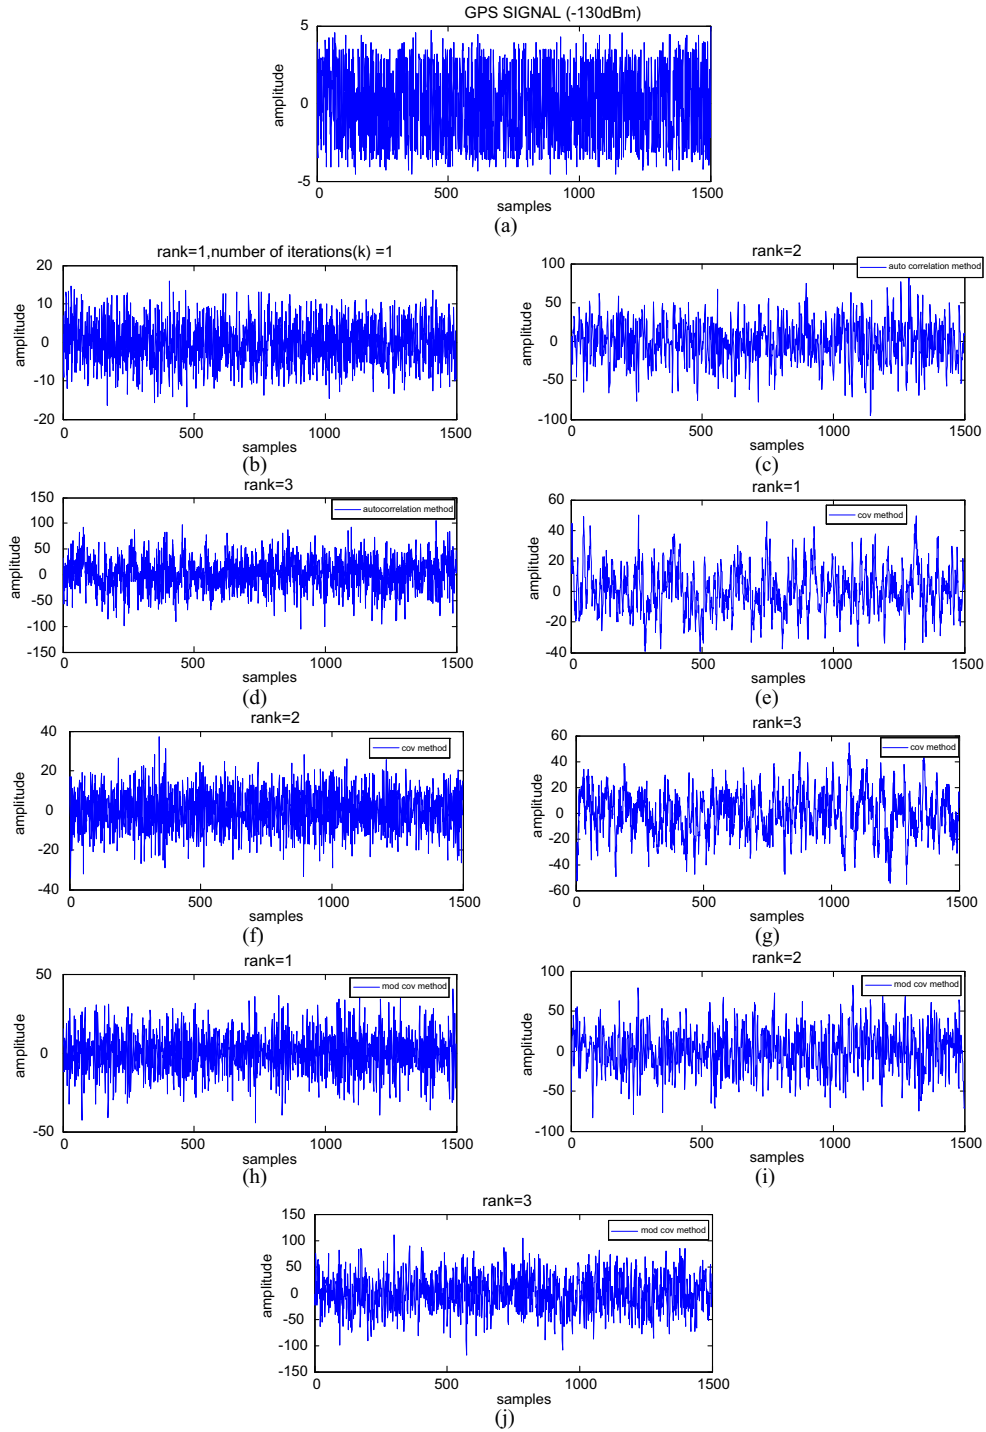 GPS SIGNAL (-130dBm)
5
0
-5
amplitude
0 500 1000 1500
samples
(a)
rank=1,number of iterations(k) =1
20
10
0
-10
-20
amplitude
0 500 1000 1500
samples
(b)
rank=2
auto correlation method
100
50
0
-50
-100
amplitude
0 500 1000 1500
samples
(c)
rank=3
autocorrelation method
150
100
50
0
-50
-100
-150
amplitude
0 500 1000 1500
samples
(d)
rank=1
cov method
60
40
20
0
-20
-40
amplitude
0 500 1000 1500
samples
(e)
rank=2
cov method
40
20
0
-20
-40
amplitude
0 500 1000 1500
samples
(f)
rank=3
cov method
60
40
20
0
-20
-40
-60
amplitude
0 500 1000 1500
samples
(g)
rank=1
mod cov method
50
0
-50
amplitude
0 500 1000 1500
samples
(h)
rank=2
mod cov method
100
50
0
-50
-100
amplitude
0 500 1000 1500
samples
(i)
rank=3
mod cov method
150
100
50
0
-50
-100
-150
amplitude
0 500 1000 1500
samples
(j)